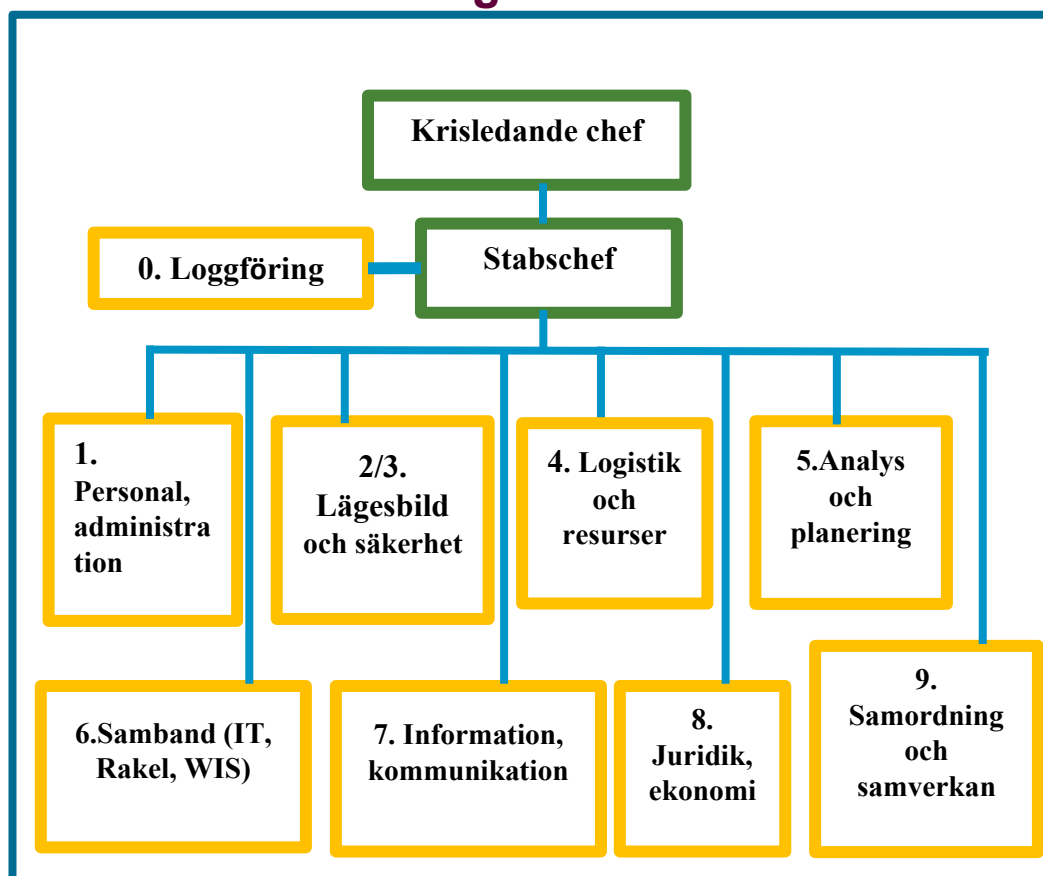 Krisledande chef
0. Loggföring
Stabschef
1.
Personal,
administra
tion
2/3.
Lägesbild
och säkerhet
4. Logistik
och
resurser
5.Analys
och
planering
6.Samband (IT,
Rakel, WIS)
7. Information,
kommunikation
8.
Juridik,
ekonomi
9.
Samordning
och
samverkan